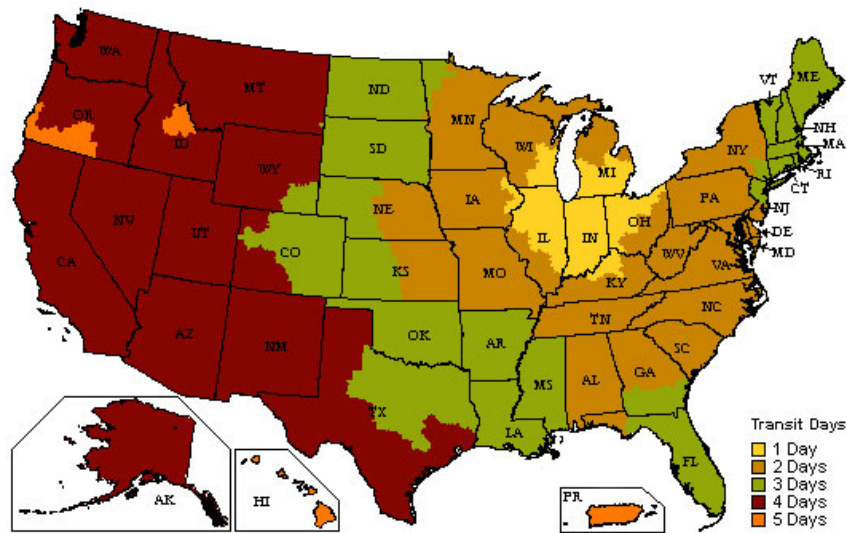 WA
MT
ND
MN
OR
ID
WY
SD
WI
MI
NY
VT
ME
NH
MA
RI
CT
NJ
DE
MD
PA
NV
UT
CO
NE
IA
IL
IN
OH
WV
VA
CA
KS
MO
KY
NC
TN
AZ
NM
OK
AR
SC
MS
AL
GA
TX
LA
FL
AK
HI
PR
Transit Days
1 Day
2 Days
3 Days
4 Days
5 Days